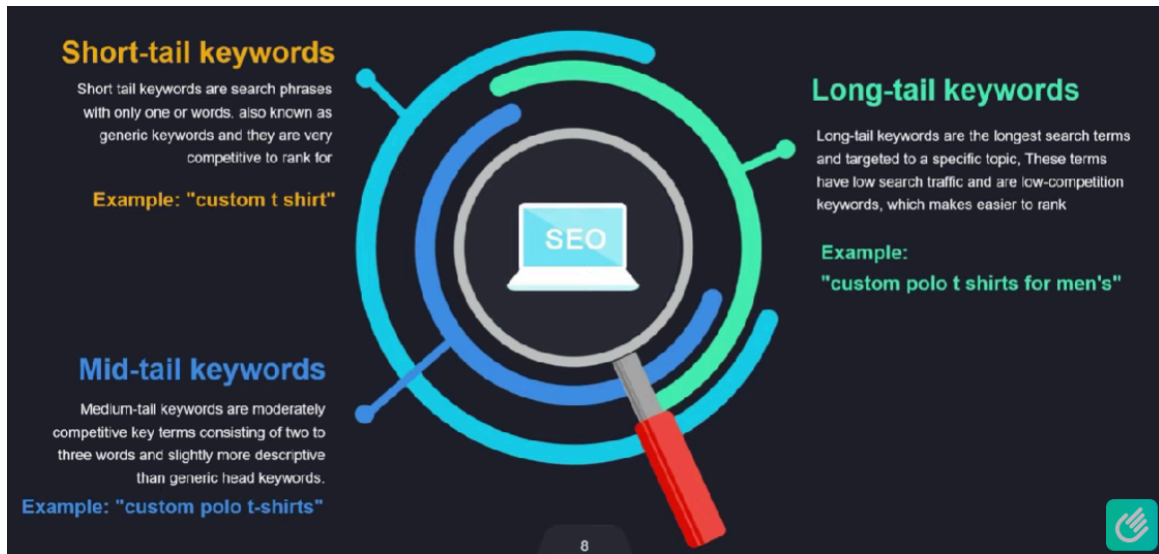 Short-tail keywords
Short tail keywords are search phrases
with only one or words. also known as
generic keywords and they are very
competitive to rank for
Example: "custom t shirt"
Mid-tail keywords
Medium-tail keywords are moderately
competitive key terms consisting of two to
three words and slightly more descriptive
than generic head keywords.
Example: "custom polo t-shirts"
SEO
Long-tail keywords
Long-tail keywords are the longest search terms
and targeted to a specific topic, These terms
have low search traffic and are low-competition
keywords, which makes easier to rank
Example:
"custom polo t shirts for men's"
8